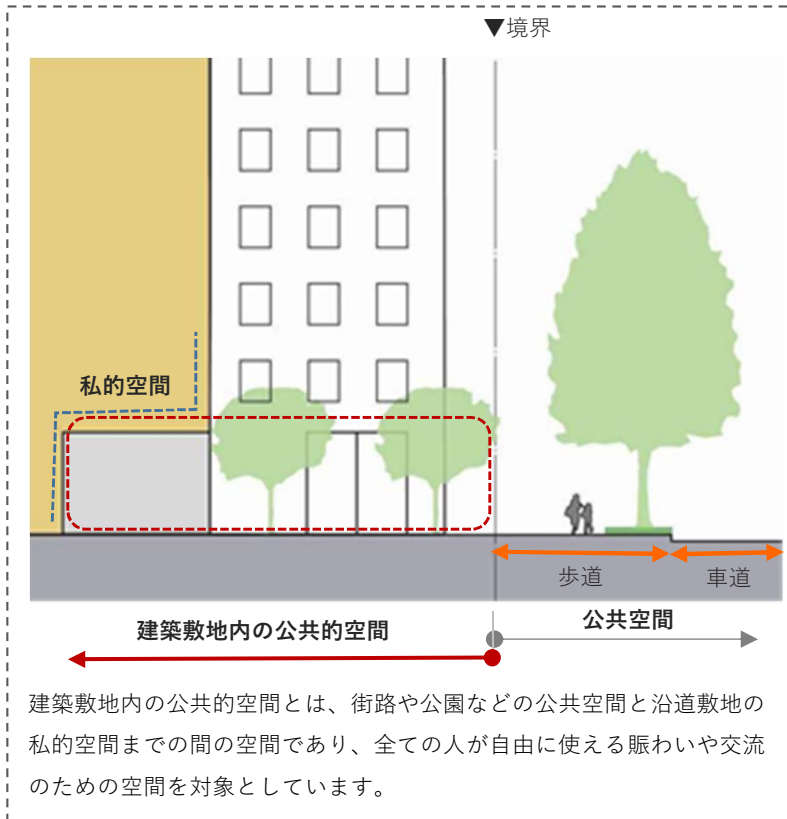 ▼境界
私的空間
歩道
車道
建築敷地内の公共的空間
公共空間
建築敷地内の公共的空間とは、街路や公園などの公共空間と沿道敷地の
私的空間までの間の空間であり、全ての人が自由に使える賑わいや交流
のための空間を対象としています。